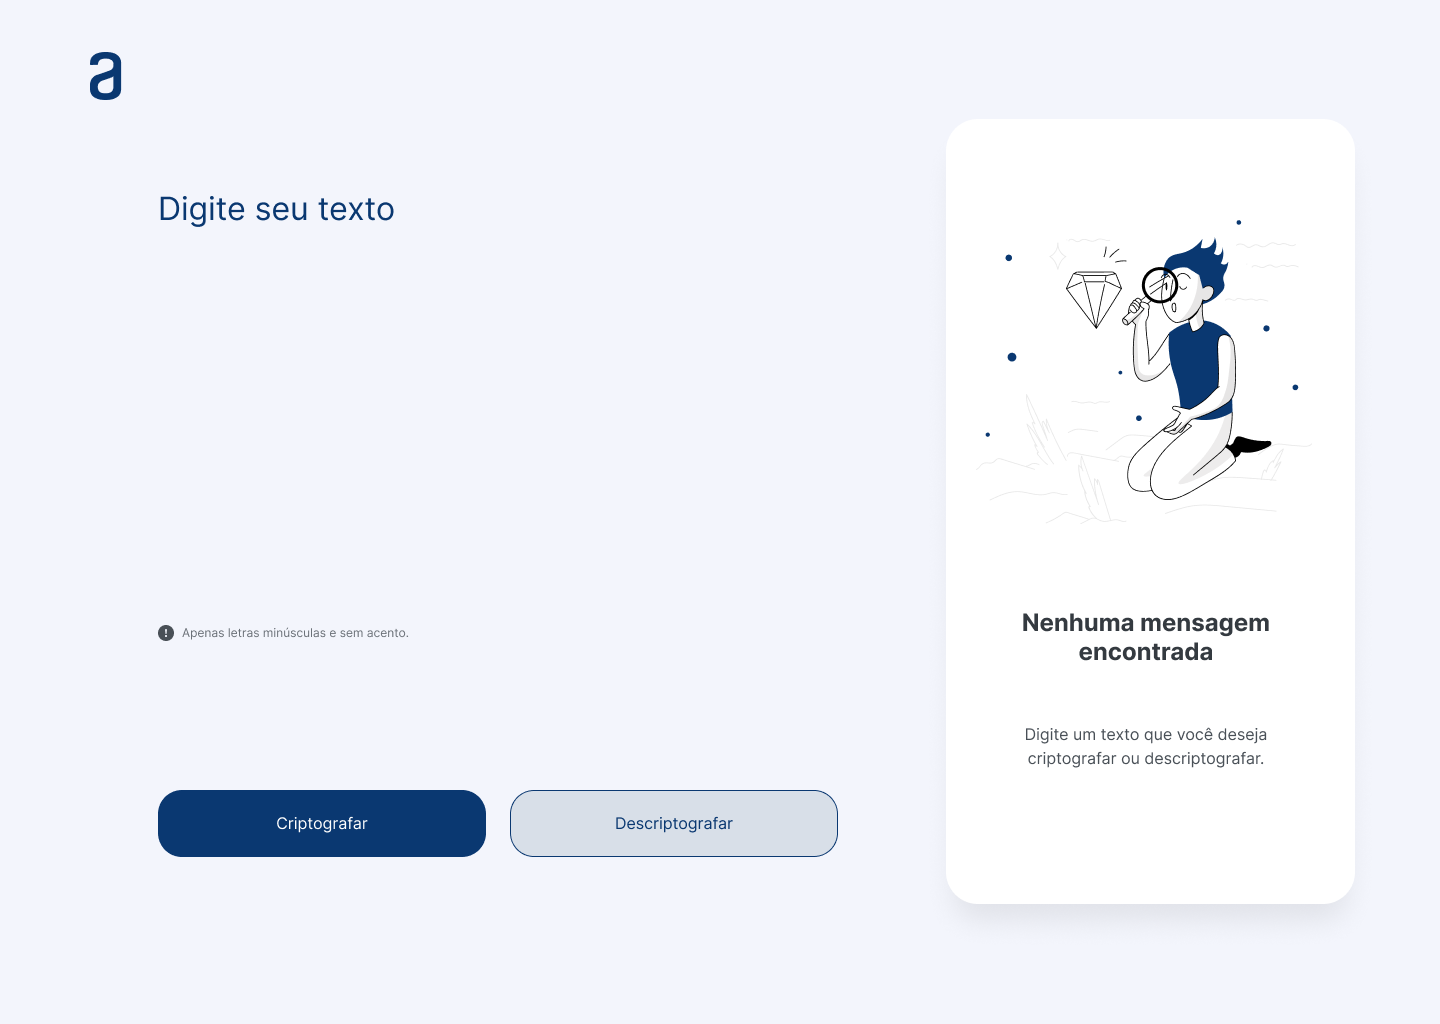 a
Digite seu texto
Apenas letras minúsculas e sem acento.
Criptografar
Descriptografar
Nenhuma mensagem
encontrada
Digite um texto que você deseja
criptografar ou descriptografar.